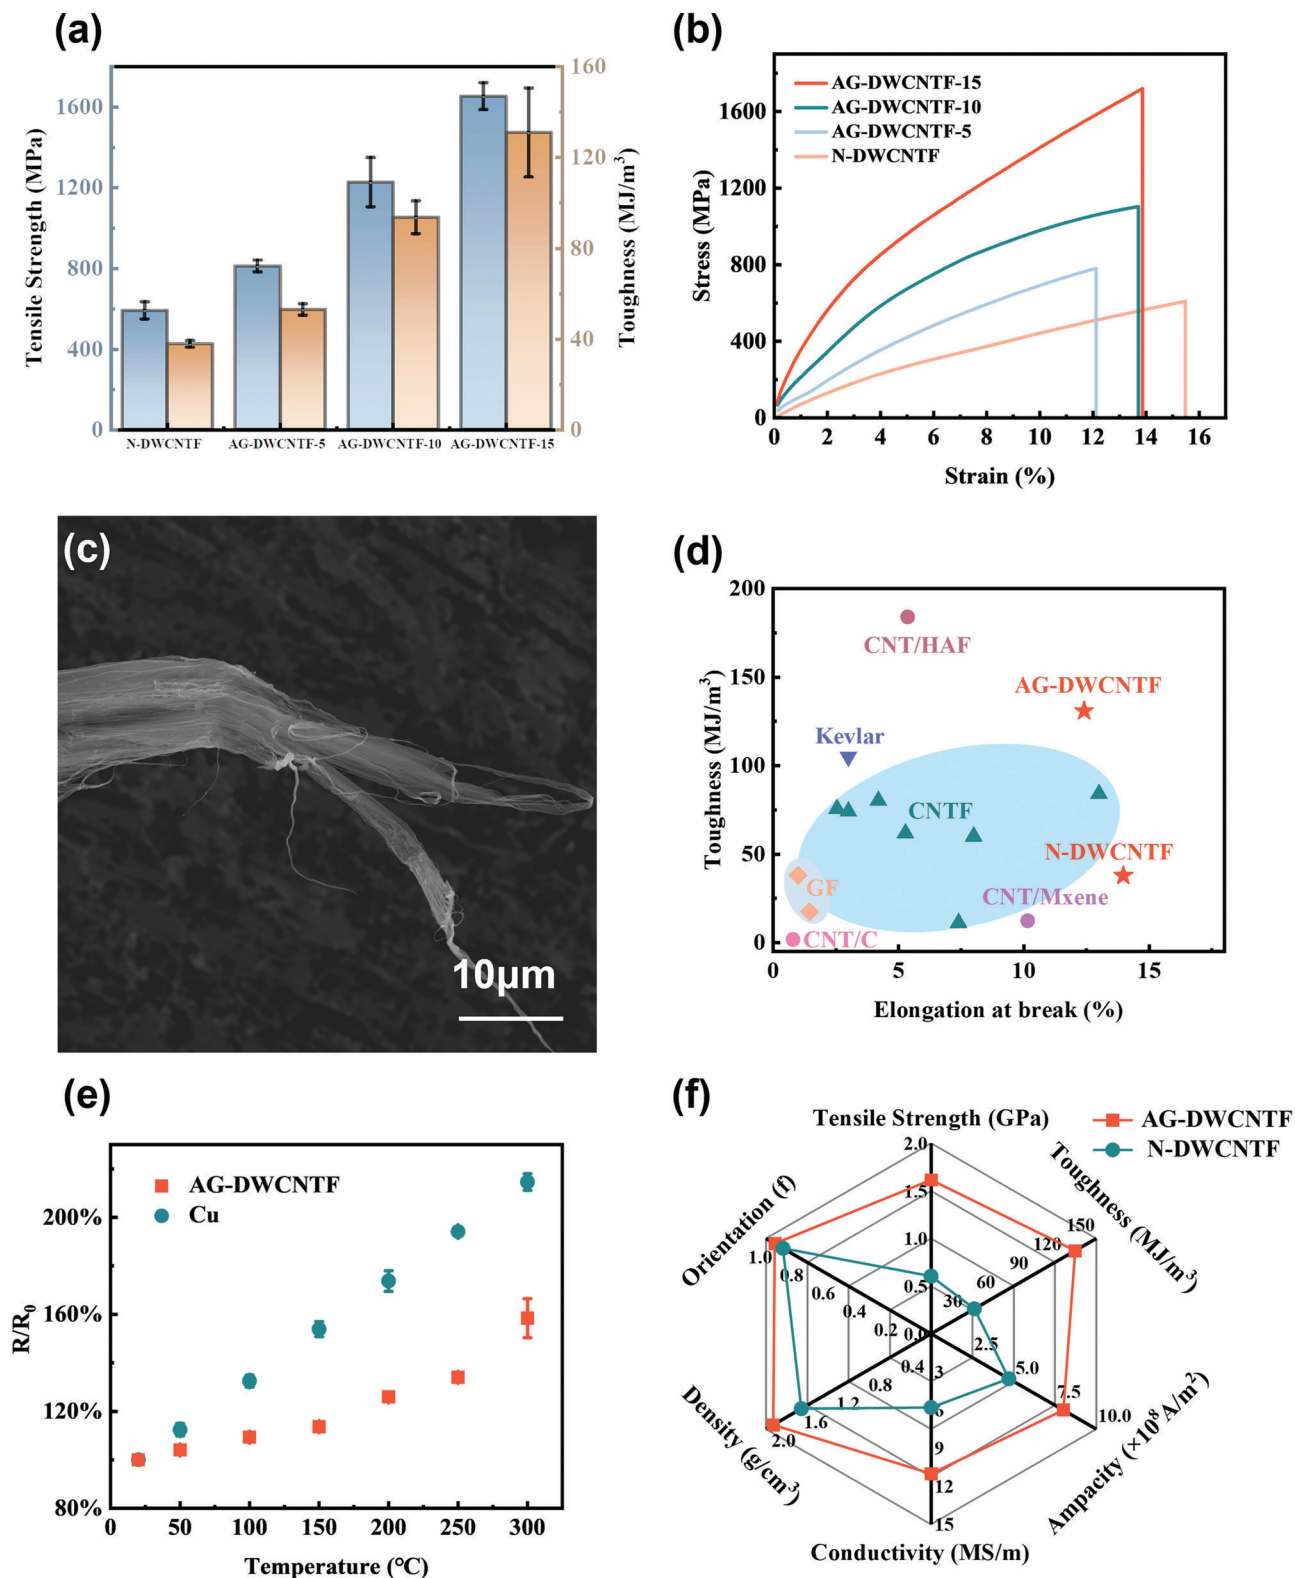 (a)
Tensile Strength (MPa)
1600
1200
800
400
0
160
120
80
40
0
Toughness (MJ/m³)
N-DWCNTF
AG-DWCNTF-5
AG-DWCNTF-10
AG-DWCNTF-15
(b)
AG-DWCNTF-15
AG-DWCNTF-10
AG-DWCNTF-5
N-DWCNTF
Stress (MPa)
1600
1200
800
400
0
0 2 4 6 8 10 12 14 16
Strain (%)
(c)
10μm
(d)
Toughness (MJ/m³)
200
150
100
50
0
CNT/HAF
AG-DWCNTF
Kevlar
CNTF
N-DWCNTF
GF
CNT/Mxene
CNT/C
0 5 10 15
Elongation at break (%)
(e)
AG-DWCNTF
Cu
R/R₀
200%
160%
120%
80%
0 50 100 150 200 250 300
Temperature (℃)
(f)
AG-DWCNTF
N-DWCNTF
Tensile Strength (GPa)
2.0
1.5
1.0
0.5
0.0
Toughness (MJ/m³)
150
120
90
60
30
Ampacity (×10⁸ A/m²)
2.5
5.0
7.5
10.0
Conductivity (MS/m)
3
6
9
12
15
Density (g/cm³)
0.4
0.8
1.2
1.6
2.0
Orientation (f)
1.0
0.8
0.6
0.4
0.2